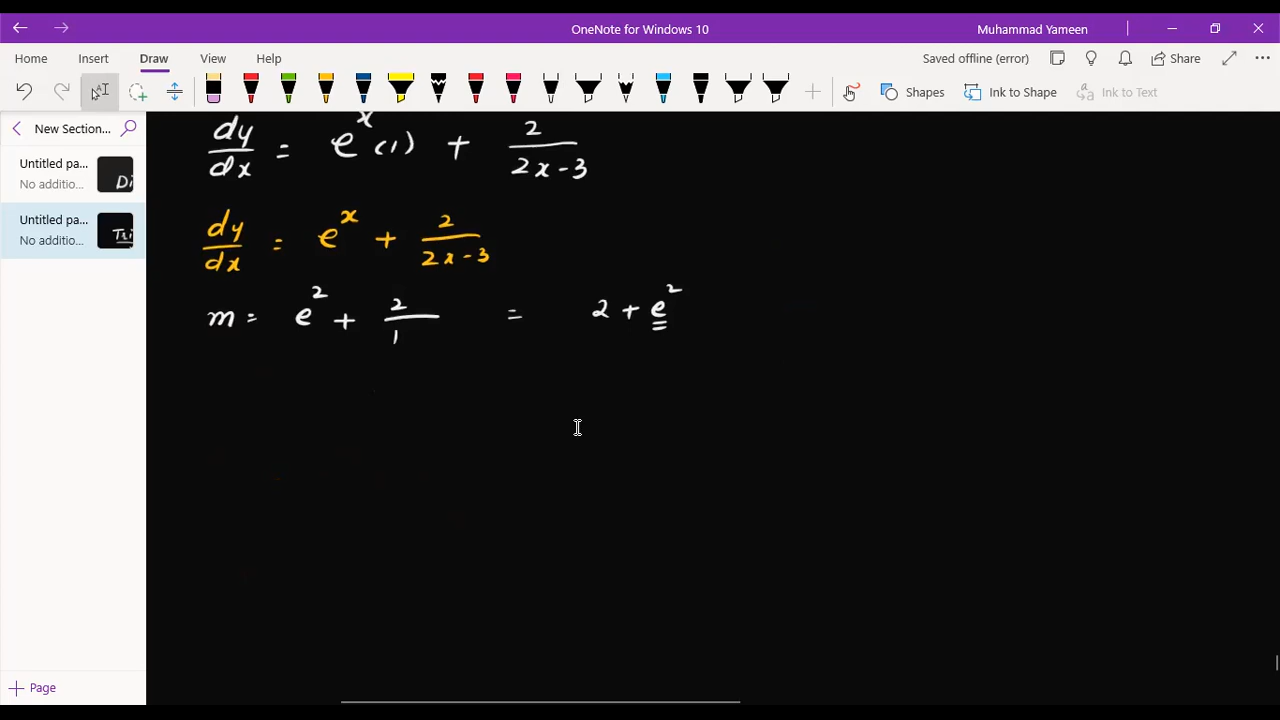 OneNote for Windows 10
Muhammad Yameen
Home Insert Draw View Help
Saved offline (error) Share
Shapes Ink to Shape Ink to Text
New Section...
Untitled pa...
No additio...
Di
Untitled pa...
No additio...
Tri
Page
dy/dx = e^x (1) + 2/(2x-3)
dy/dx = e^x + 2/(2x-3)
m = e^2 + 2/1 = 2 + e^2